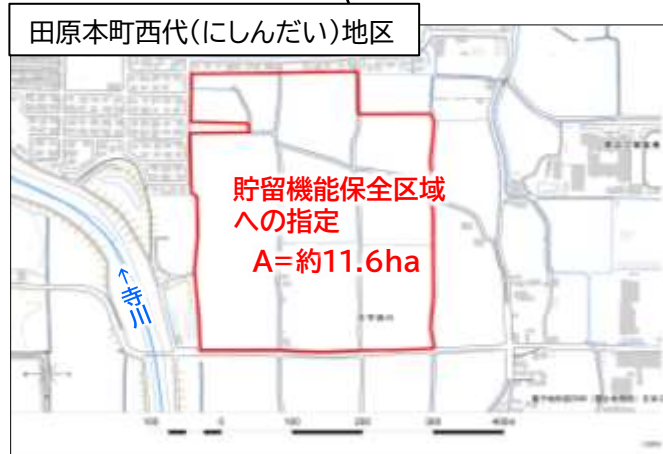 田原本町西代(にしんだい)地区
貯留機能保全区域
への指定
A=約11.6ha
←寺川
100 0 100 200 300 400m